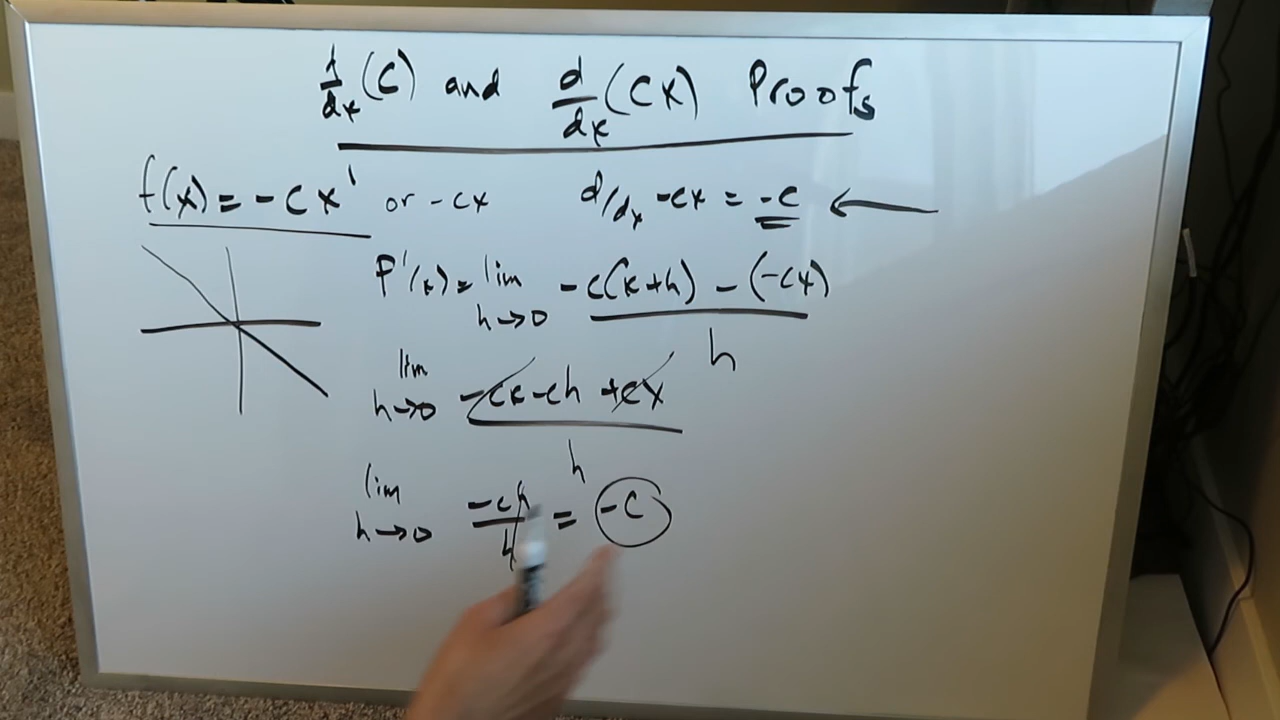 d/dx (C) and d/dx (CX) Proofs
f(x) = -cx¹ or -cx d/dx -cx = -c ←
f'(x) = lim h→0 -c(x+h) - (-cx) / h
lim h→0 -cx - ch + cx / h
lim h→0 -ch / h = -c